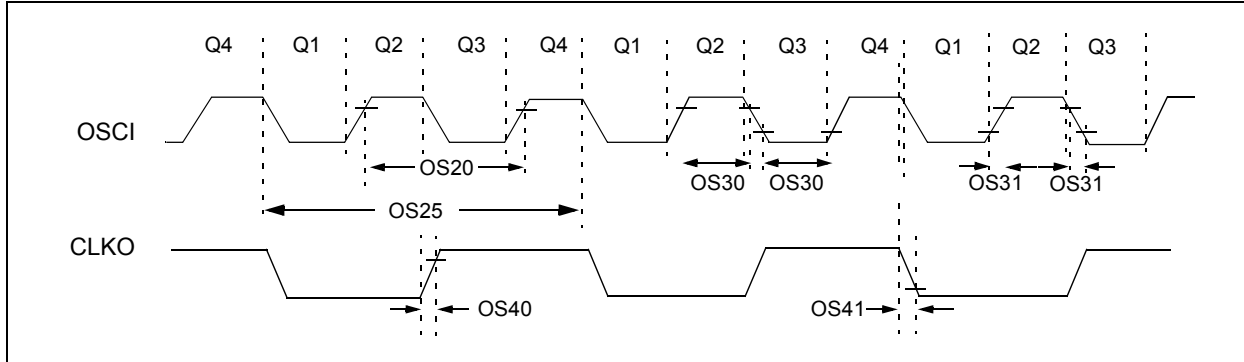 Q4 Q1 Q2 Q3 Q4 Q1 Q2 Q3 Q4 Q1 Q2 Q3
OSCI
OS20
OS30 OS30
OS31 OS31
OS25
CLKO
OS40
OS41